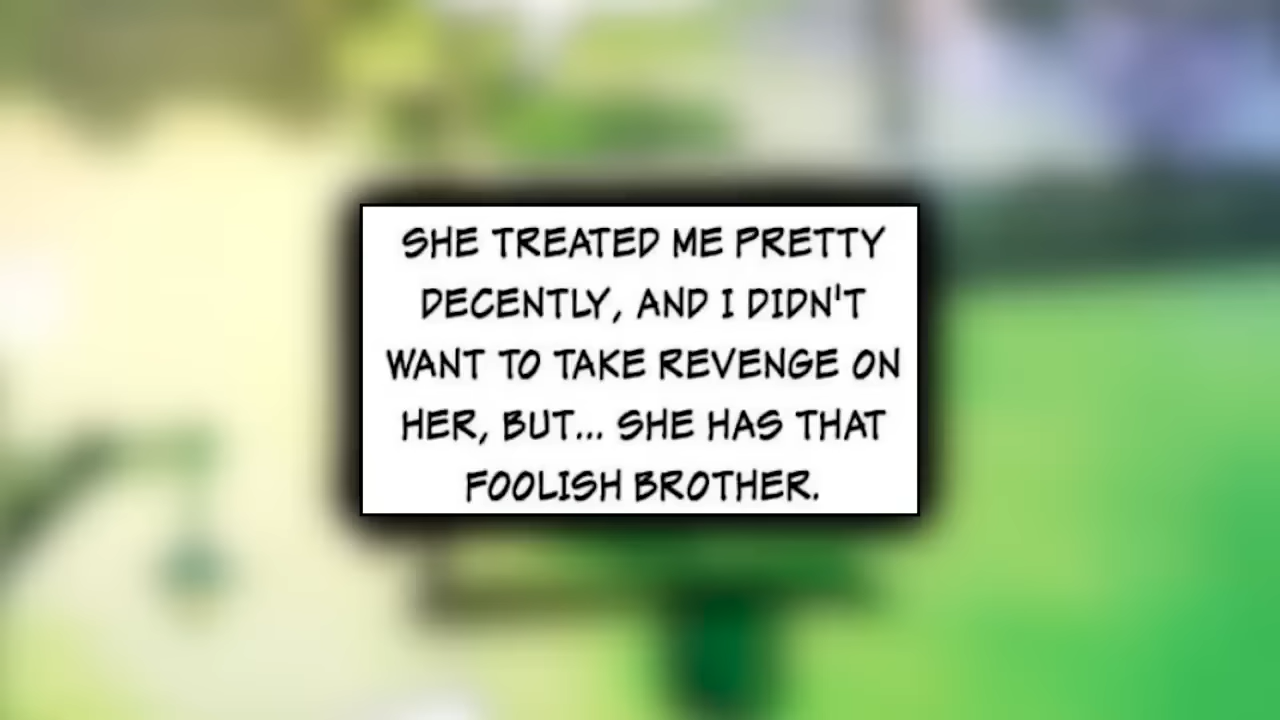 SHE TREATED ME PRETTY
DECENTLY, AND I DIDN'T
WANT TO TAKE REVENGE ON
HER, BUT... SHE HAS THAT
FOOLISH BROTHER.